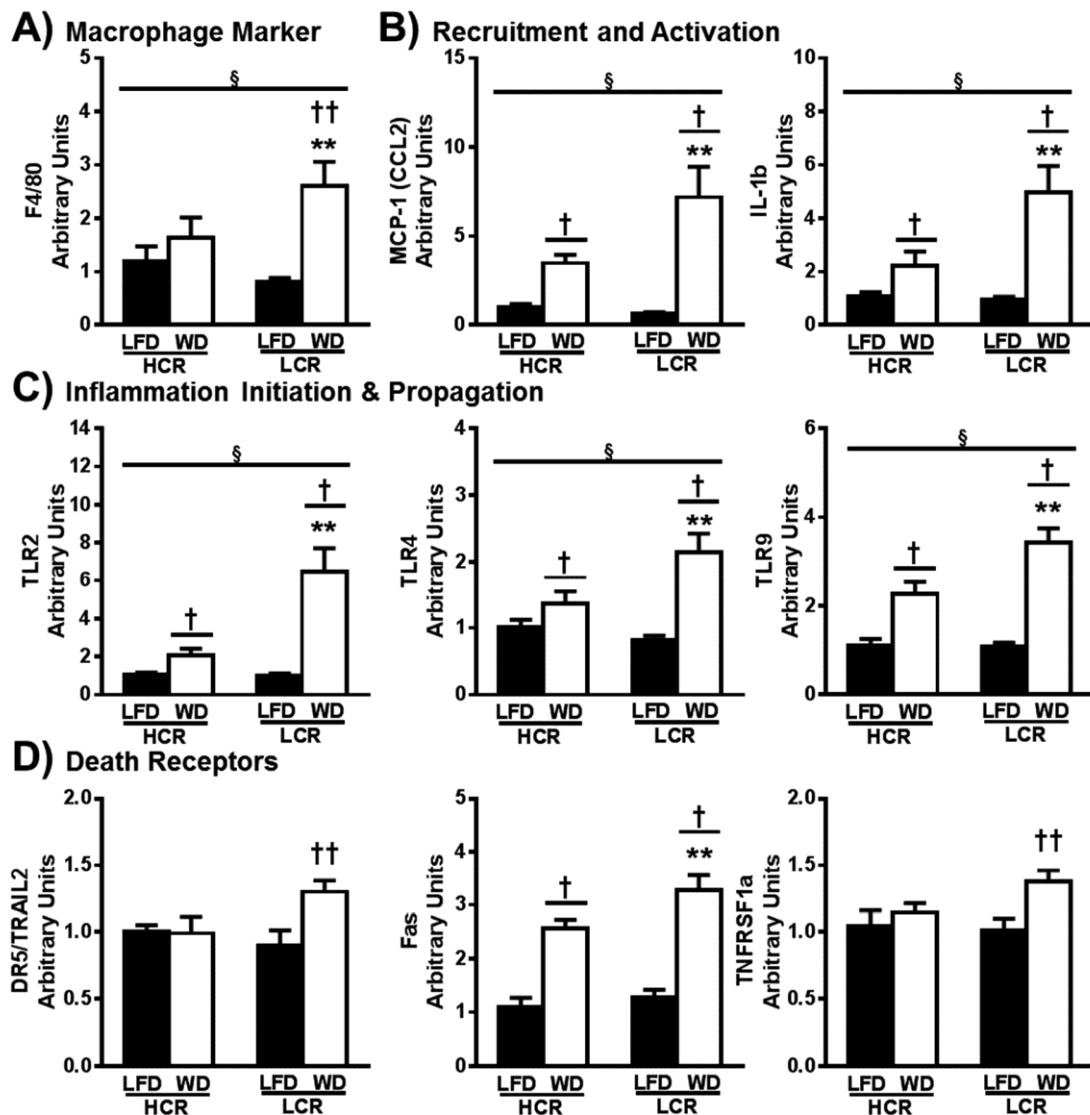 A) Macrophage Marker
B) Recruitment and Activation
F4/80
Arbitrary Units
5
4
3
2
1
0
§
††
**
LFD WD LFD WD
HCR LCR
MCP-1 (CCL2)
Arbitrary Units
15
10
5
0
§
†
†
**
LFD WD LFD WD
HCR LCR
IL-1b
Arbitrary Units
10
8
6
4
2
0
§
†
†
**
LFD WD LFD WD
HCR LCR
C) Inflammation Initiation & Propagation
TLR2
Arbitrary Units
14
12
10
8
6
4
2
0
§
†
†
**
LFD WD LFD WD
HCR LCR
TLR4
Arbitrary Units
4
3
2
1
0
§
†
†
**
LFD WD LFD WD
HCR LCR
TLR9
Arbitrary Units
6
4
2
0
§
†
†
**
LFD WD LFD WD
HCR LCR
D) Death Receptors
DR5/TRAIL2
Arbitrary Units
2.0
1.5
1.0
0.5
0.0
††
LFD WD LFD WD
HCR LCR
Fas
Arbitrary Units
5
4
3
2
1
0
†
†
**
LFD WD LFD WD
HCR LCR
TNFRSF1a
Arbitrary Units
2.0
1.5
1.0
0.5
0.0
††
LFD WD LFD WD
HCR LCR